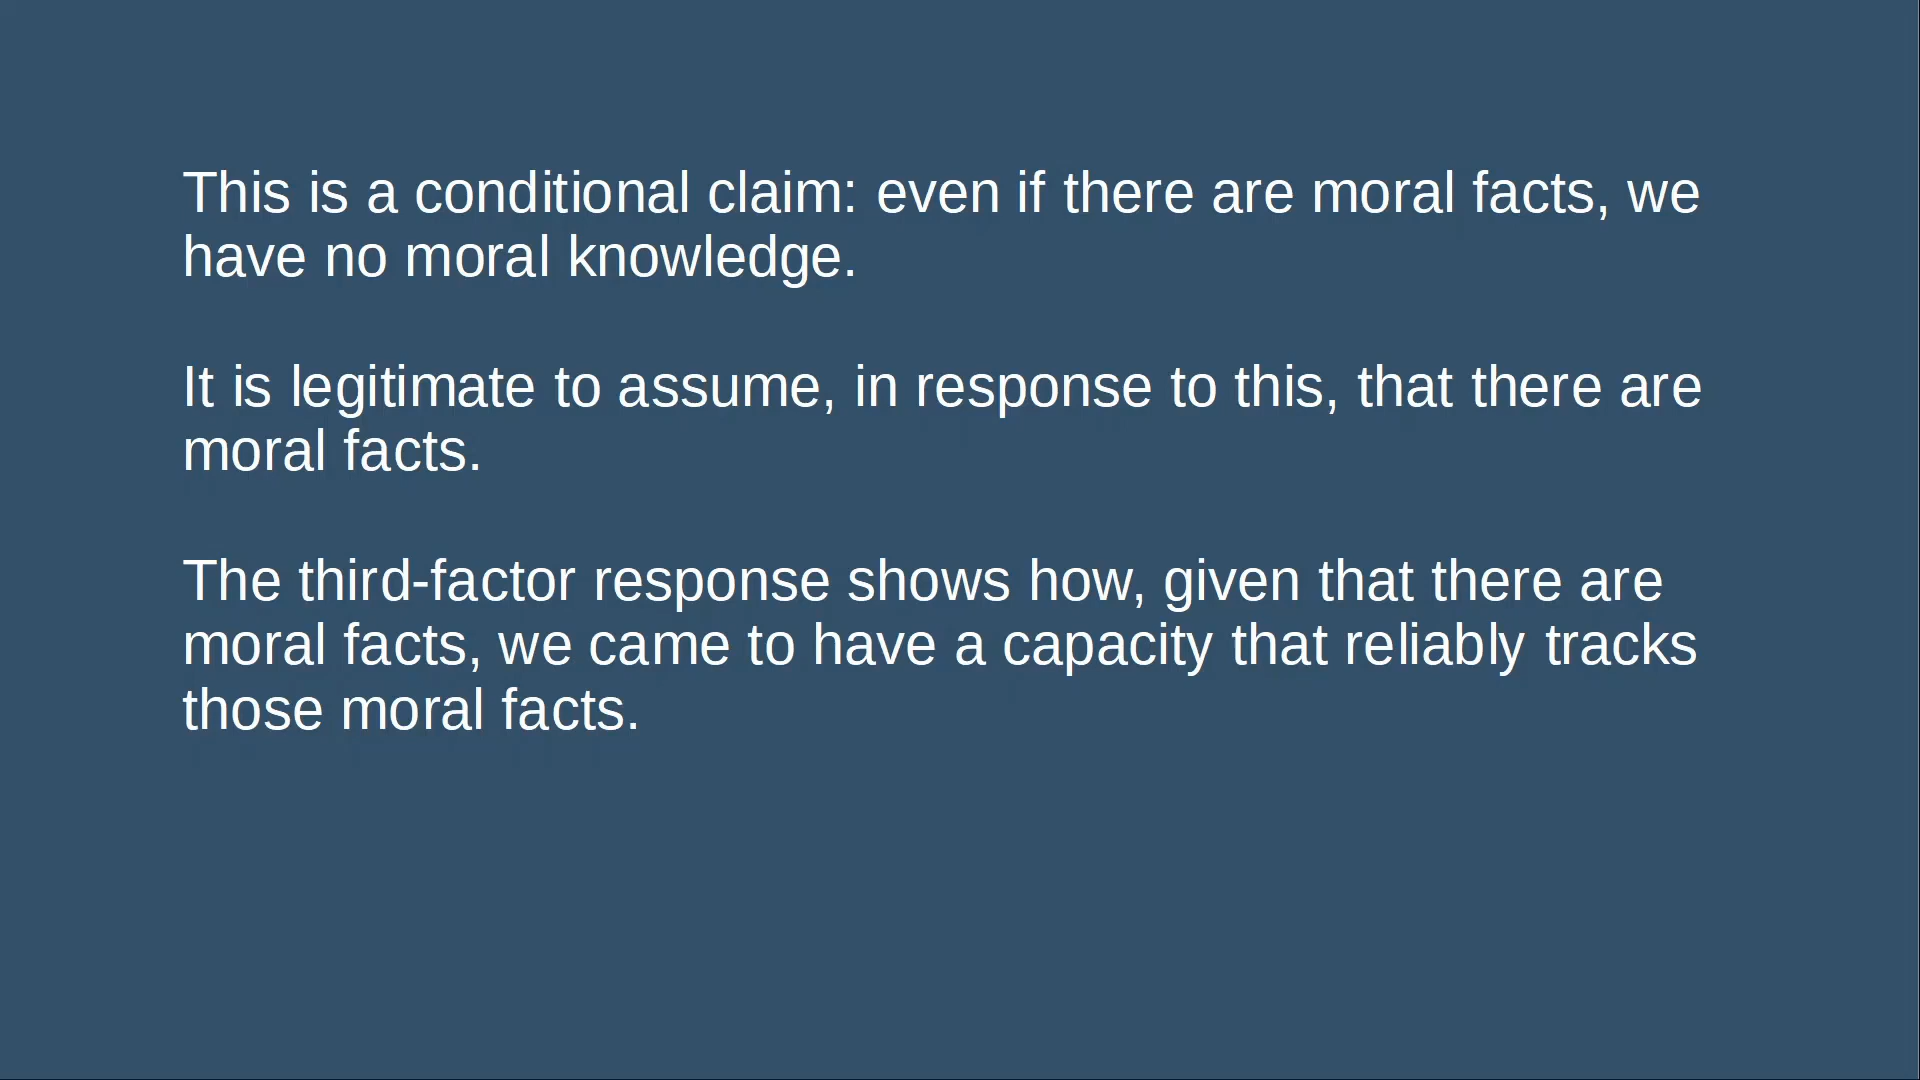 This is a conditional claim: even if there are moral facts, we
have no moral knowledge.
It is legitimate to assume, in response to this, that there are
moral facts.
The third-factor response shows how, given that there are
moral facts, we came to have a capacity that reliably tracks
those moral facts.